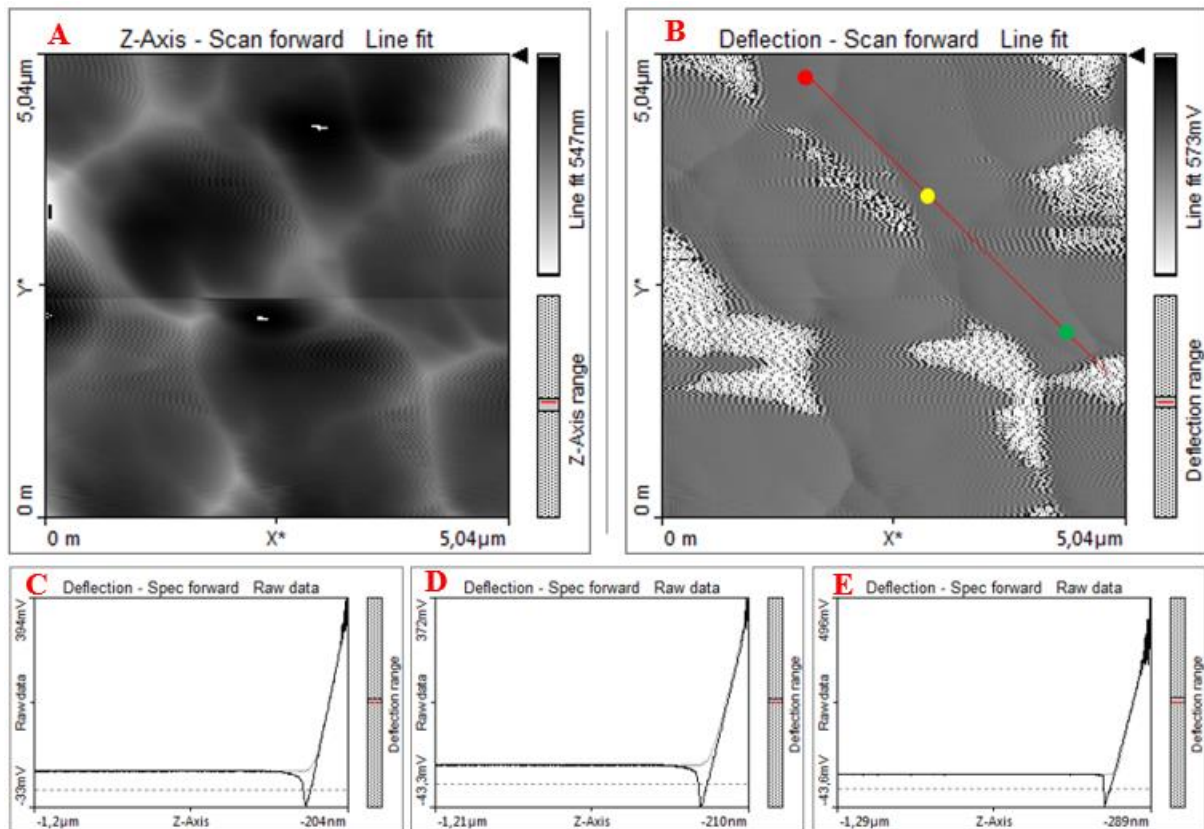 A
Z-Axis - Scan forward Line fit
5,04µm
Y*
0 m
0 m
X*
5,04µm
Line fit 547nm
Z-Axis range
B
Deflection - Scan forward Line fit
5,04µm
Y*
0 m
0 m
X*
5,04µm
Line fit 573mV
Deflection range
C
Deflection - Spec forward Raw data
394mV
Raw data
-33mV
-1,2µm
Z-Axis
-204nm
Deflection range
D
Deflection - Spec forward Raw data
372mV
Raw data
-43,3mV
-1,21µm
Z-Axis
-210nm
Deflection range
E
Deflection - Spec forward Raw data
496mV
Raw data
-43,6mV
-1,29µm
Z-Axis
-289nm
Deflection range